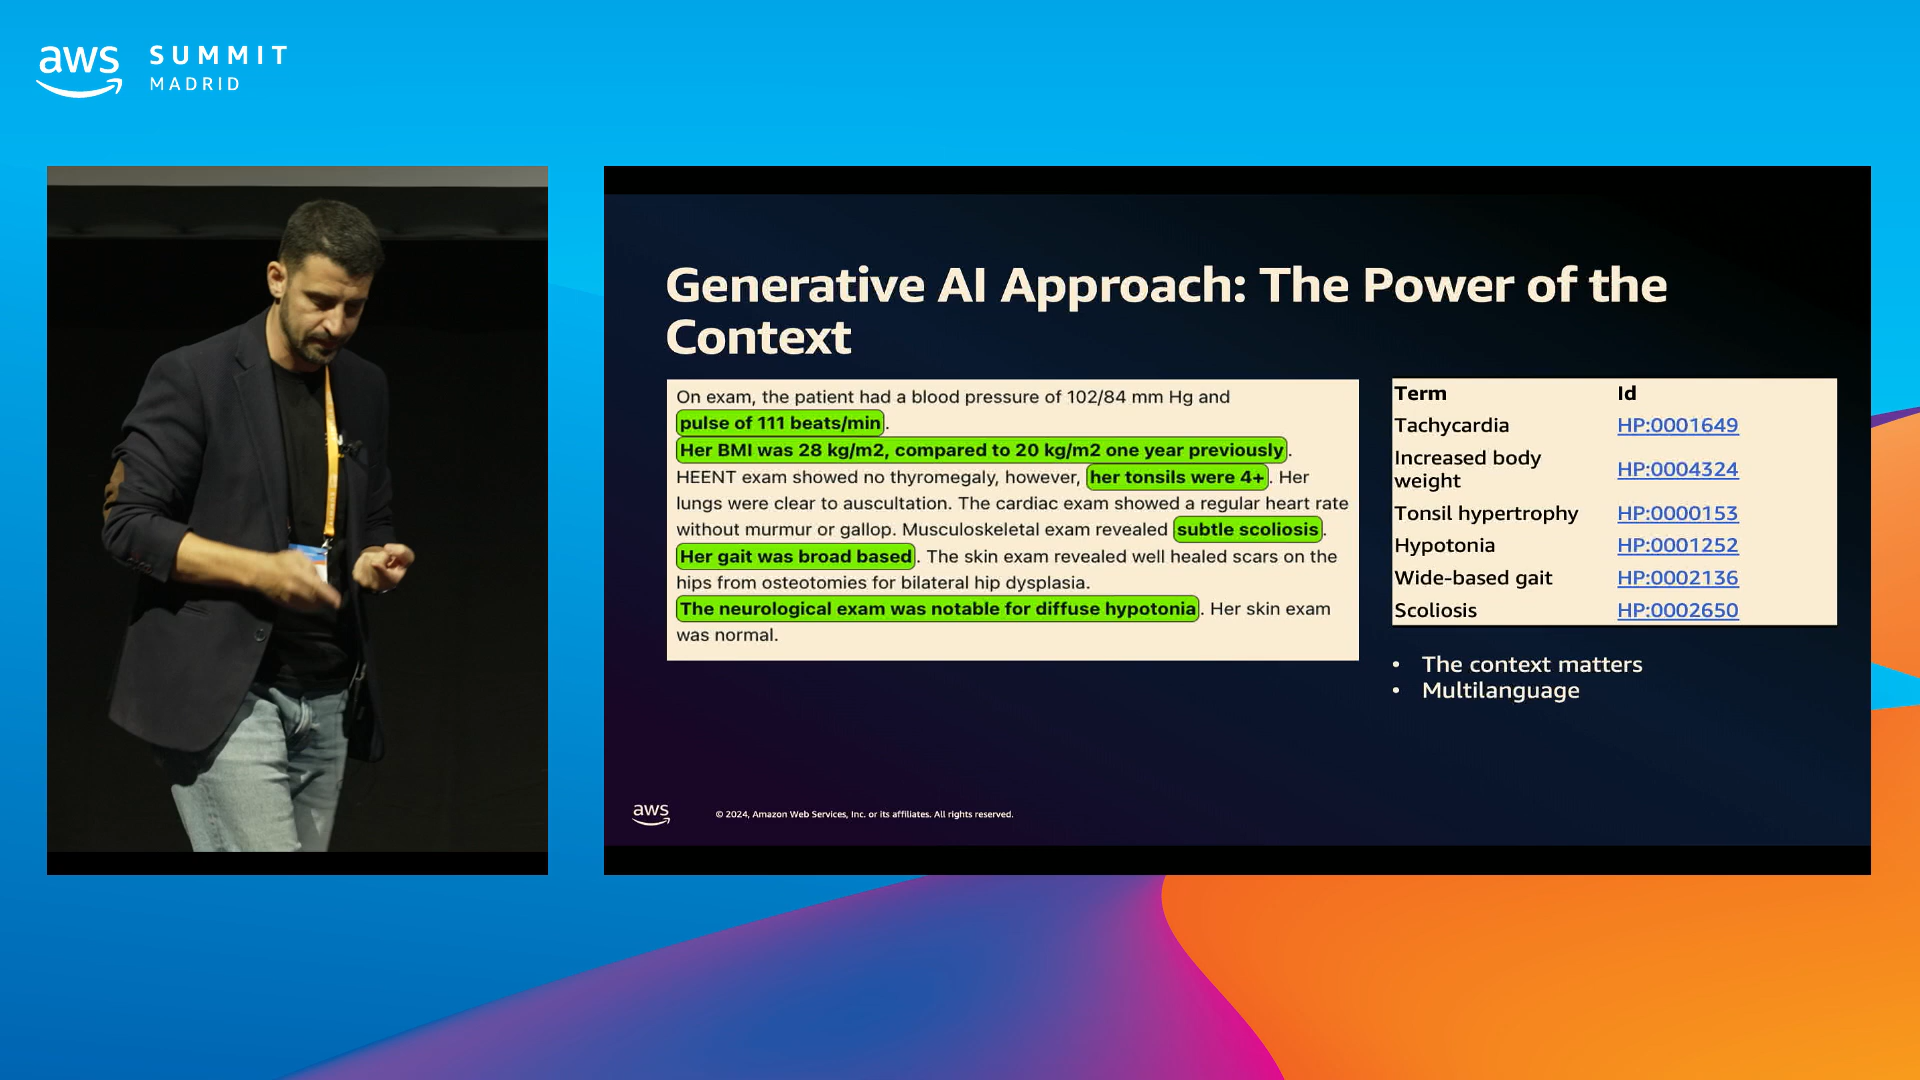 aws SUMMIT
MADRID
Generative AI Approach: The Power of the
Context
On exam, the patient had a blood pressure of 102/84 mm Hg and
pulse of 111 beats/min.
Her BMI was 28 kg/m2, compared to 20 kg/m2 one year previously.
HEENT exam showed no thyromegaly, however, her tonsils were 4+. Her
lungs were clear to auscultation. The cardiac exam showed a regular heart rate
without murmur or gallop. Musculoskeletal exam revealed subtle scoliosis.
Her gait was broad based. The skin exam revealed well healed scars on the
hips from osteotomies for bilateral hip dysplasia.
The neurological exam was notable for diffuse hypotonia. Her skin exam
was normal.
Term Id
Tachycardia HP:0001649
Increased body
weight HP:0004324
Tonsil hypertrophy HP:0000153
Hypotonia HP:0001252
Wide-based gait HP:0002136
Scoliosis HP:0002650
• The context matters
• Multilanguage
aws © 2024, Amazon Web Services, Inc. or its affiliates. All rights reserved.